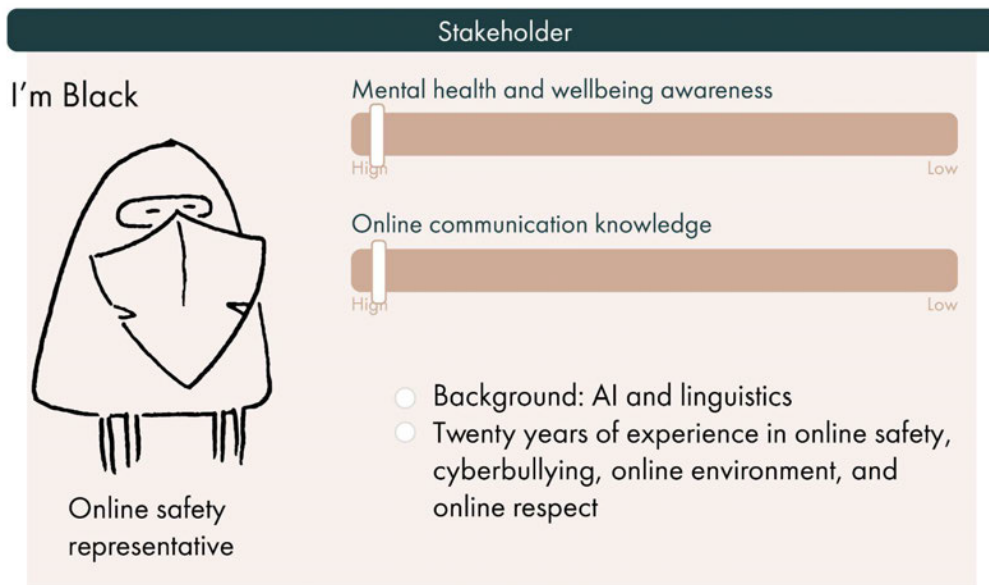 Stakeholder
I'm Black
Mental health and wellbeing awareness
High
Low
Online communication knowledge
High
Low
Background: AI and linguistics
Twenty years of experience in online safety,
cyberbullying, online environment, and
online respect
Online safety
representative